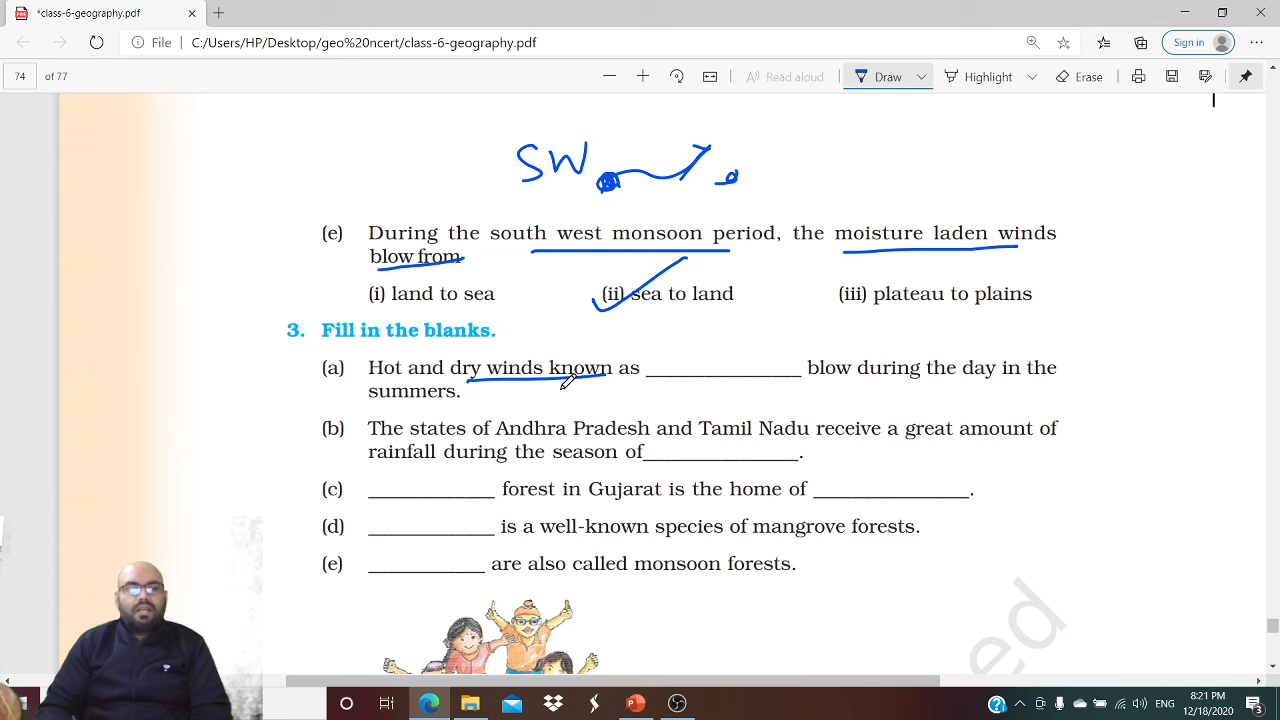 *class-6-geography.pdf
File C:/Users/HP/Desktop/geo%20ncert/class-6-geography.pdf
Sign in
74 of 77
Read aloud
Draw
Highlight
Erase
SW
(e) During the south west monsoon period, the moisture laden winds
blow from
(i) land to sea (ii) sea to land (iii) plateau to plains
3. Fill in the blanks.
(a) Hot and dry winds known as _______________ blow during the day in the
summers.
(b) The states of Andhra Pradesh and Tamil Nadu receive a great amount of
rainfall during the season of_______________.
(c) ____________ forest in Gujarat is the home of _______________.
(d) ____________ is a well-known species of mangrove forests.
(e) ___________ are also called monsoon forests.
8:21 PM
12/18/2020
3